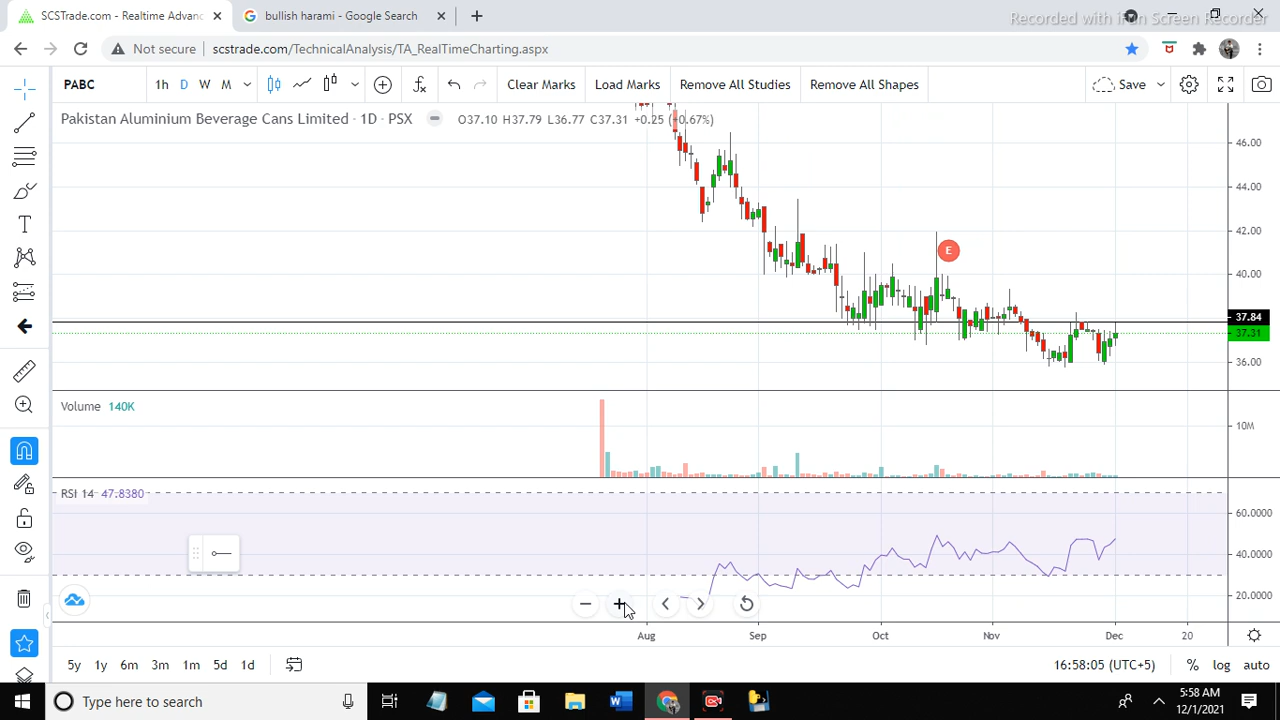 SCSTrade.com - Realtime Advanc
bullish harami - Google Search
Recorded with iFun Screen Recorder
Not secure
scstrade.com/TechnicalAnalysis/TA_RealTimeCharting.aspx
PABC
1h
D
W
M
Clear Marks
Load Marks
Remove All Studies
Remove All Shapes
Save
Pakistan Aluminium Beverage Cans Limited · 1D · PSX
O37.10 H37.79 L36.77 C37.31 +0.25 (+0.67%)
46.00
44.00
42.00
E
40.00
37.84
37.31
36.00
Volume 140K
10M
RSI 14 47.8380
60.0000
40.0000
20.0000
Aug
Sep
Oct
Nov
Dec
20
5y
1y
6m
3m
1m
5d
1d
16:58:05 (UTC+5)
%
log
auto
Type here to search
5:58 AM
12/1/2021